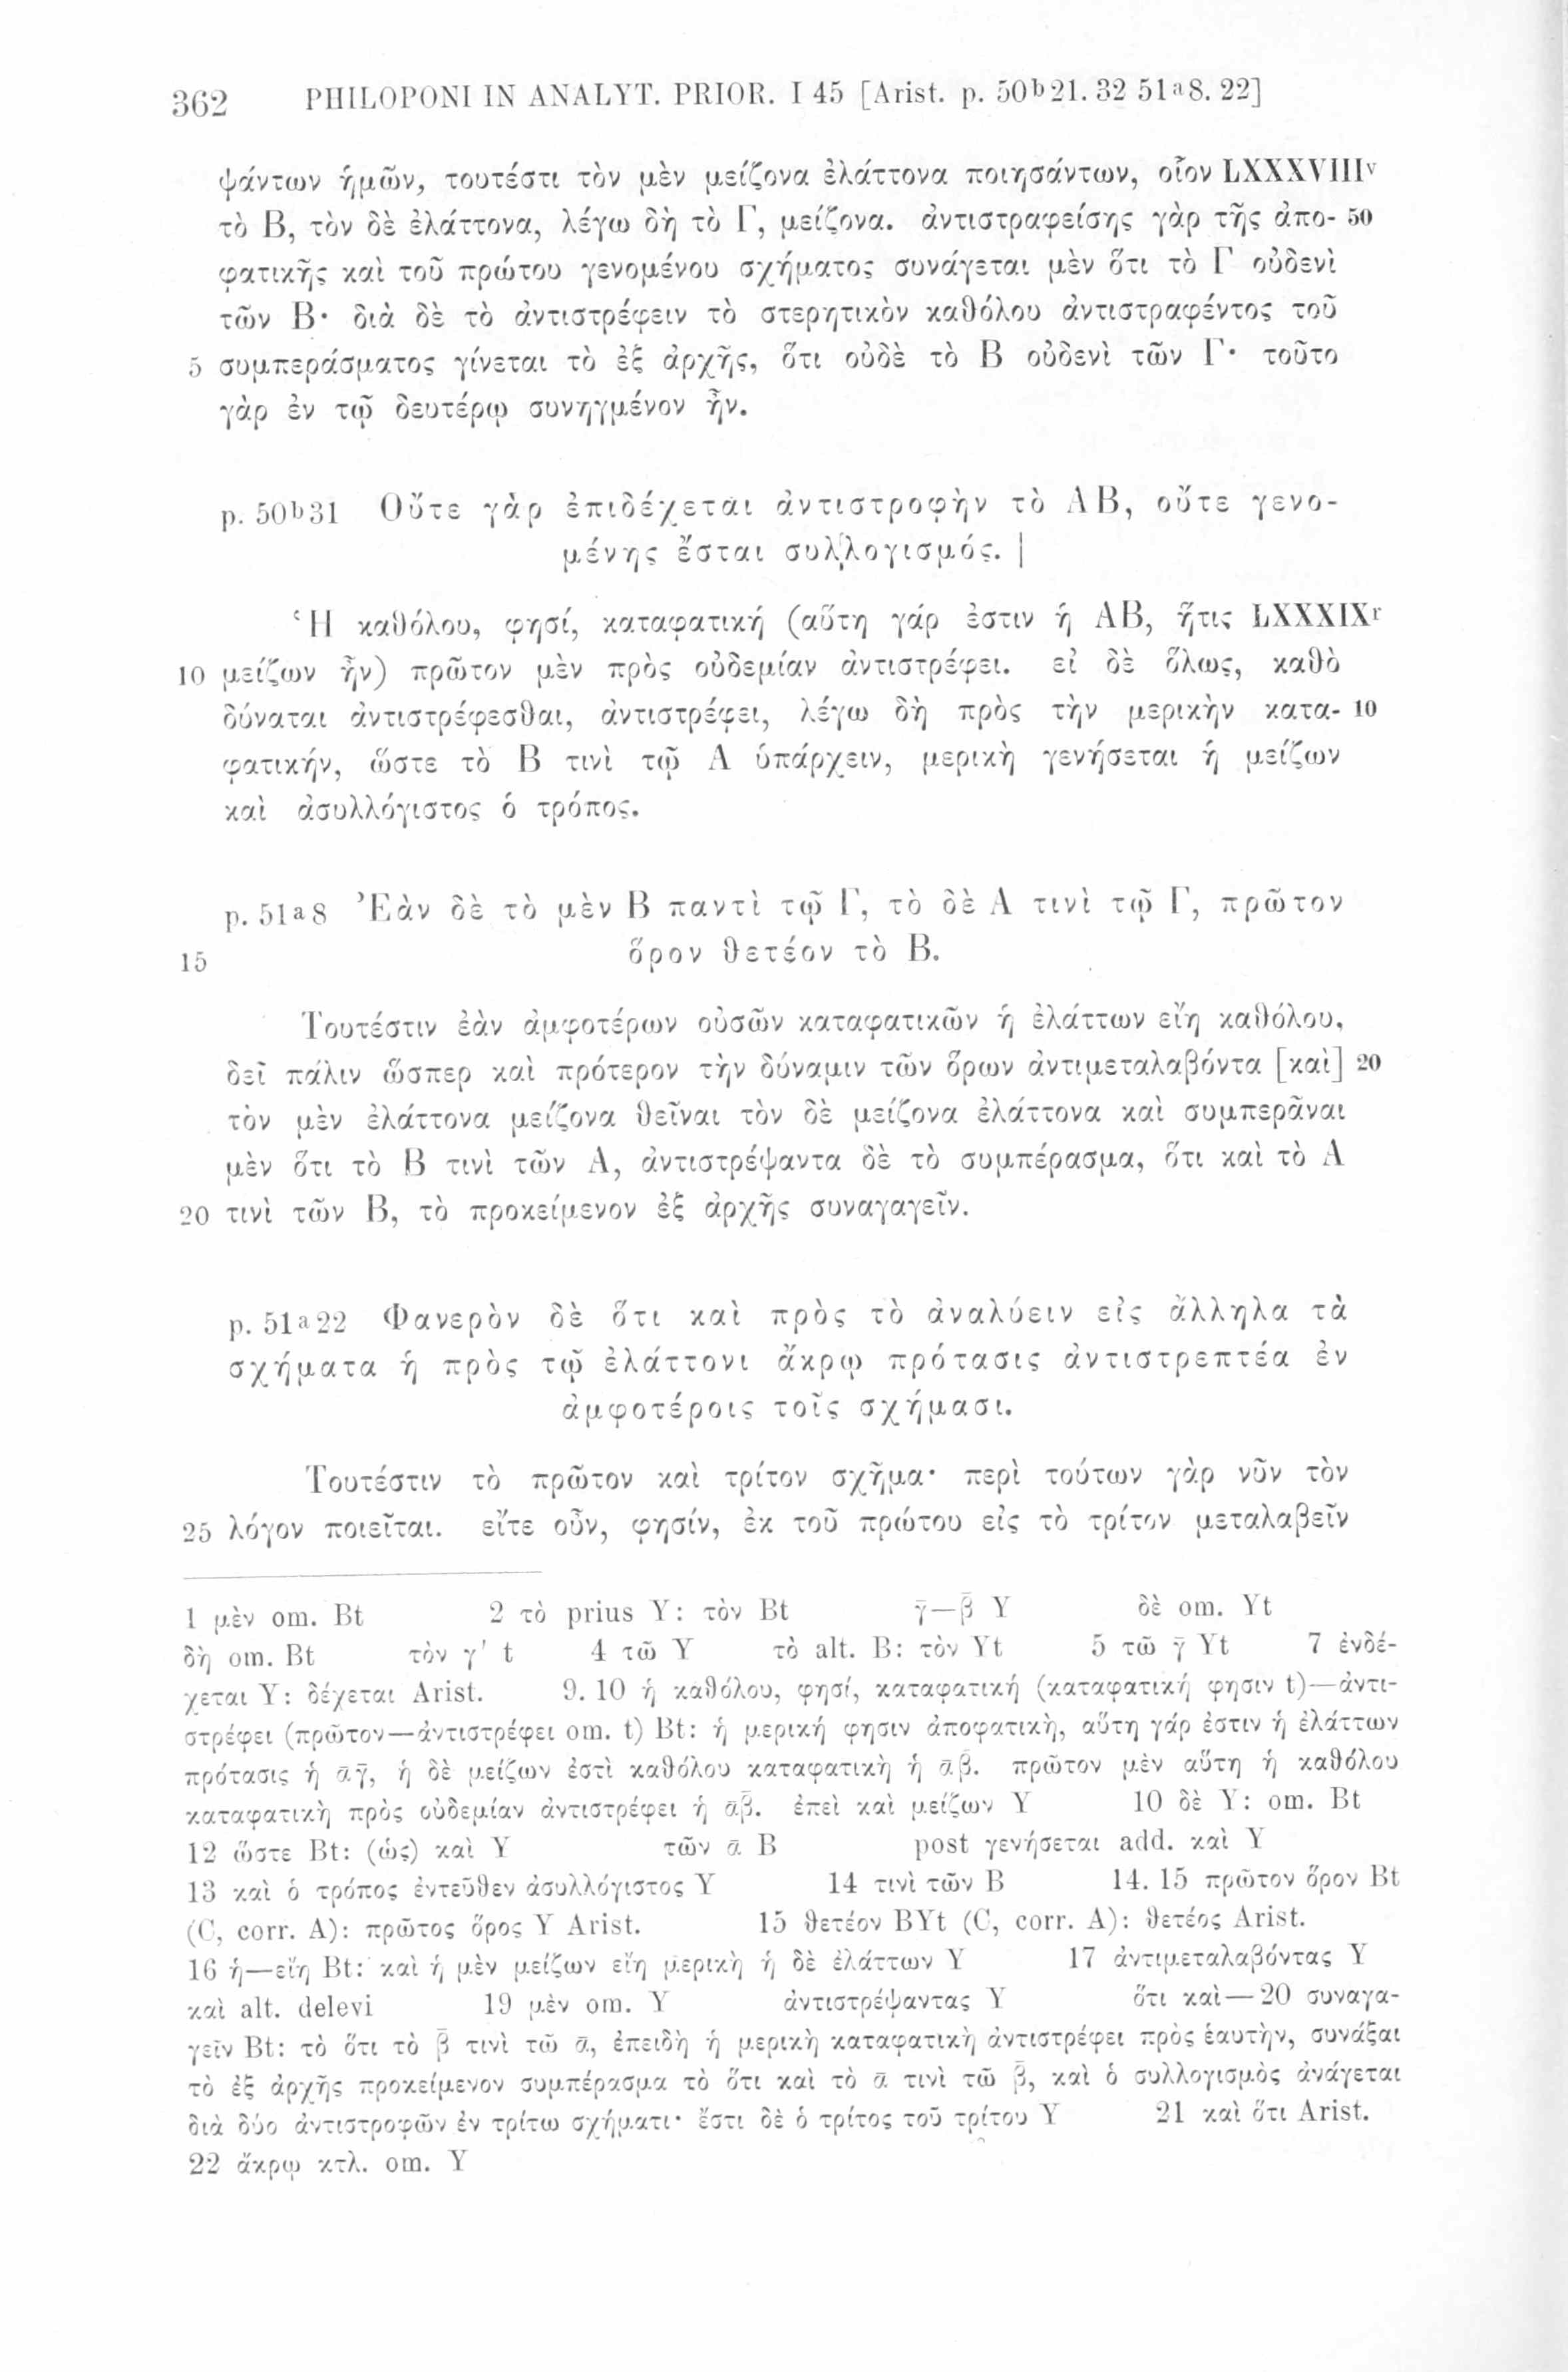 362 PHILOPONI IN ANALYT. PRIOR. I 45 [Arist. p. 50ᵇ21. 32 51ᵃ8. 22]
ψάντων ἡμῶν, τουτέστι τὸν μὲν μείζονα ἐλάττονα ποιησάντων, οἷον LXXXVIIIᵛ
τὸ Β, τὸν δὲ ἐλάττονα, λέγω δὴ τὸ Γ, μείζονα. ἀντιστραφείσης γὰρ τῆς ἀπο- 50
φατικῆς καὶ τοῦ πρώτου γενομένου σχήματος συνάγεται μὲν ὅτι τὸ Γ οὐδενὶ
τῶν Β· διὰ δὲ τὸ ἀντιστρέφειν τὸ στερητικὸν καθόλου ἀντιστραφέντος τοῦ
5 συμπεράσματος γίνεται τὸ ἐξ ἀρχῆς, ὅτι οὐδὲ τὸ Β οὐδενὶ τῶν Γ· τοῦτο
γὰρ ἐν τῷ δευτέρῳ συνηγμένον ἦν.
p. 50ᵇ31 Οὔτε γὰρ ἐπιδέχεται ἀντιστροφὴν τὸ ΑΒ, οὔτε γενο-
μένης ἔσται συλλογισμός. |
Ἡ καθόλου, φησί, καταφατική (αὕτη γάρ ἐστιν ἡ ΑΒ, ἥτις LXXXIXʳ
10 μείζων ἦν) πρῶτον μὲν πρὸς οὐδεμίαν ἀντιστρέφει. εἰ δὲ ὅλως, καθὸ
δύναται ἀντιστρέφεσθαι, ἀντιστρέφει, λέγω δὴ πρὸς τὴν μερικὴν κατα- 10
φατικήν, ὥστε τὸ Β τινὶ τῷ Α ὑπάρχειν, μερικὴ γενήσεται ἡ μείζων
καὶ ἀσυλλόγιστος ὁ τρόπος.
p. 51ᵃ8 Ἐὰν δὲ τὸ μὲν Β παντὶ τῷ Γ, τὸ δὲ Α τινὶ τῷ Γ, πρῶτον
15 ὅρον θετέον τὸ Β.
Τουτέστιν ἐὰν ἀμφοτέρων οὐσῶν καταφατικῶν ἡ ἐλάττων εἴη καθόλου,
δεῖ πάλιν ὥσπερ καὶ πρότερον τὴν δύναμιν τῶν ὅρων ἀντιμεταλαβόντα [καὶ] 20
τὸν μὲν ἐλάττονα μείζονα θεῖναι τὸν δὲ μείζονα ἐλάττονα καὶ συμπερᾶναι
μὲν ὅτι τὸ Β τινὶ τῶν Α, ἀντιστρέψαντα δὲ τὸ συμπέρασμα, ὅτι καὶ τὸ Α
20 τινὶ τῶν Β, τὸ προκείμενον ἐξ ἀρχῆς συναγαγεῖν.
p. 51ᵃ22 Φανερὸν δὲ ὅτι καὶ πρὸς τὸ ἀναλύειν εἰς ἄλληλα τὰ
σχήματα ἡ πρὸς τῷ ἐλάττονι ἄκρῳ πρότασις ἀντιστρεπτέα ἐν
ἀμφοτέροις τοῖς σχήμασι.
Τουτέστιν τὸ πρῶτον καὶ τρίτον σχῆμα· περὶ τούτων γὰρ νῦν τὸν
25 λόγον ποιεῖται. εἴτε οὖν, φησίν, ἐκ τοῦ πρώτου εἰς τὸ τρίτον μεταλαβεῖν
1 μὲν om. Bt 2 τὸ prius Y: τὸν Bt γ̄—β̄ Y δὲ om. Yt
δὴ om. Bt τὸν γ' t 4 τῶ Y τὸ alt. B: τὸν Yt 5 τῶ γ̄ Yt 7 ἐνδέ-
χεται Y: δέχεται Arist. 9. 10 ἡ καθόλου, φησί, καταφατική (καταφατική φησιν t)—ἀντι-
στρέφει (πρῶτον—ἀντιστρέφει om. t) Bt: ἡ μερική φησιν ἀποφατικὴ, αὕτη γάρ ἐστιν ἡ ἐλάττων
πρότασις ἡ ᾱγ̄, ἡ δὲ μείζων ἐστὶ καθόλου καταφατικὴ ἡ ᾱβ̄. πρῶτον μὲν αὕτη ἡ καθόλου
καταφατικὴ πρὸς οὐδεμίαν ἀντιστρέφει ἡ ᾱβ̄. ἐπεὶ καὶ μείζων Y 10 δὲ Y: om. Bt
12 ὥστε Bt: (ὡς) καὶ Y τῶν ᾱ B post γενήσεται add. καὶ Y
13 καὶ ὁ τρόπος ἐντεῦθεν ἀσυλλόγιστος Y 14 τινὶ τῶν B 14. 15 πρῶτον ὅρον Bt
(C, corr. A): πρῶτος ὅρος Y Arist. 15 θετέον BYt (C, corr. A): θετέος Arist.
16 ἡ—εἴη Bt: καὶ ἡ μὲν μείζων εἴη μερικὴ ἡ δὲ ἐλάττων Y 17 ἀντιμεταλαβόντας Y
καὶ alt. delevi 19 μὲν om. Y ἀντιστρέψαντας Y ὅτι καὶ—20 συναγα-
γεῖν Bt: τὸ ὅτι τὸ β̄ τινὶ τῶ ᾱ, ἐπειδὴ ἡ μερικὴ καταφατικὴ ἀντιστρέφει πρὸς ἑαυτὴν, συνάξαι
τὸ ἐξ ἀρχῆς προκείμενον συμπέρασμα τὸ ὅτι καὶ τὸ ᾱ τινὶ τῶ β̄, καὶ ὁ συλλογισμὸς ἀνάγεται
διὰ δύο ἀντιστροφῶν ἐν τρίτω σχήματι· ἔστι δὲ ὁ τρίτος τοῦ τρίτου Y 21 καὶ ὅτι Arist.
22 ἄκρῳ κτλ. om. Y